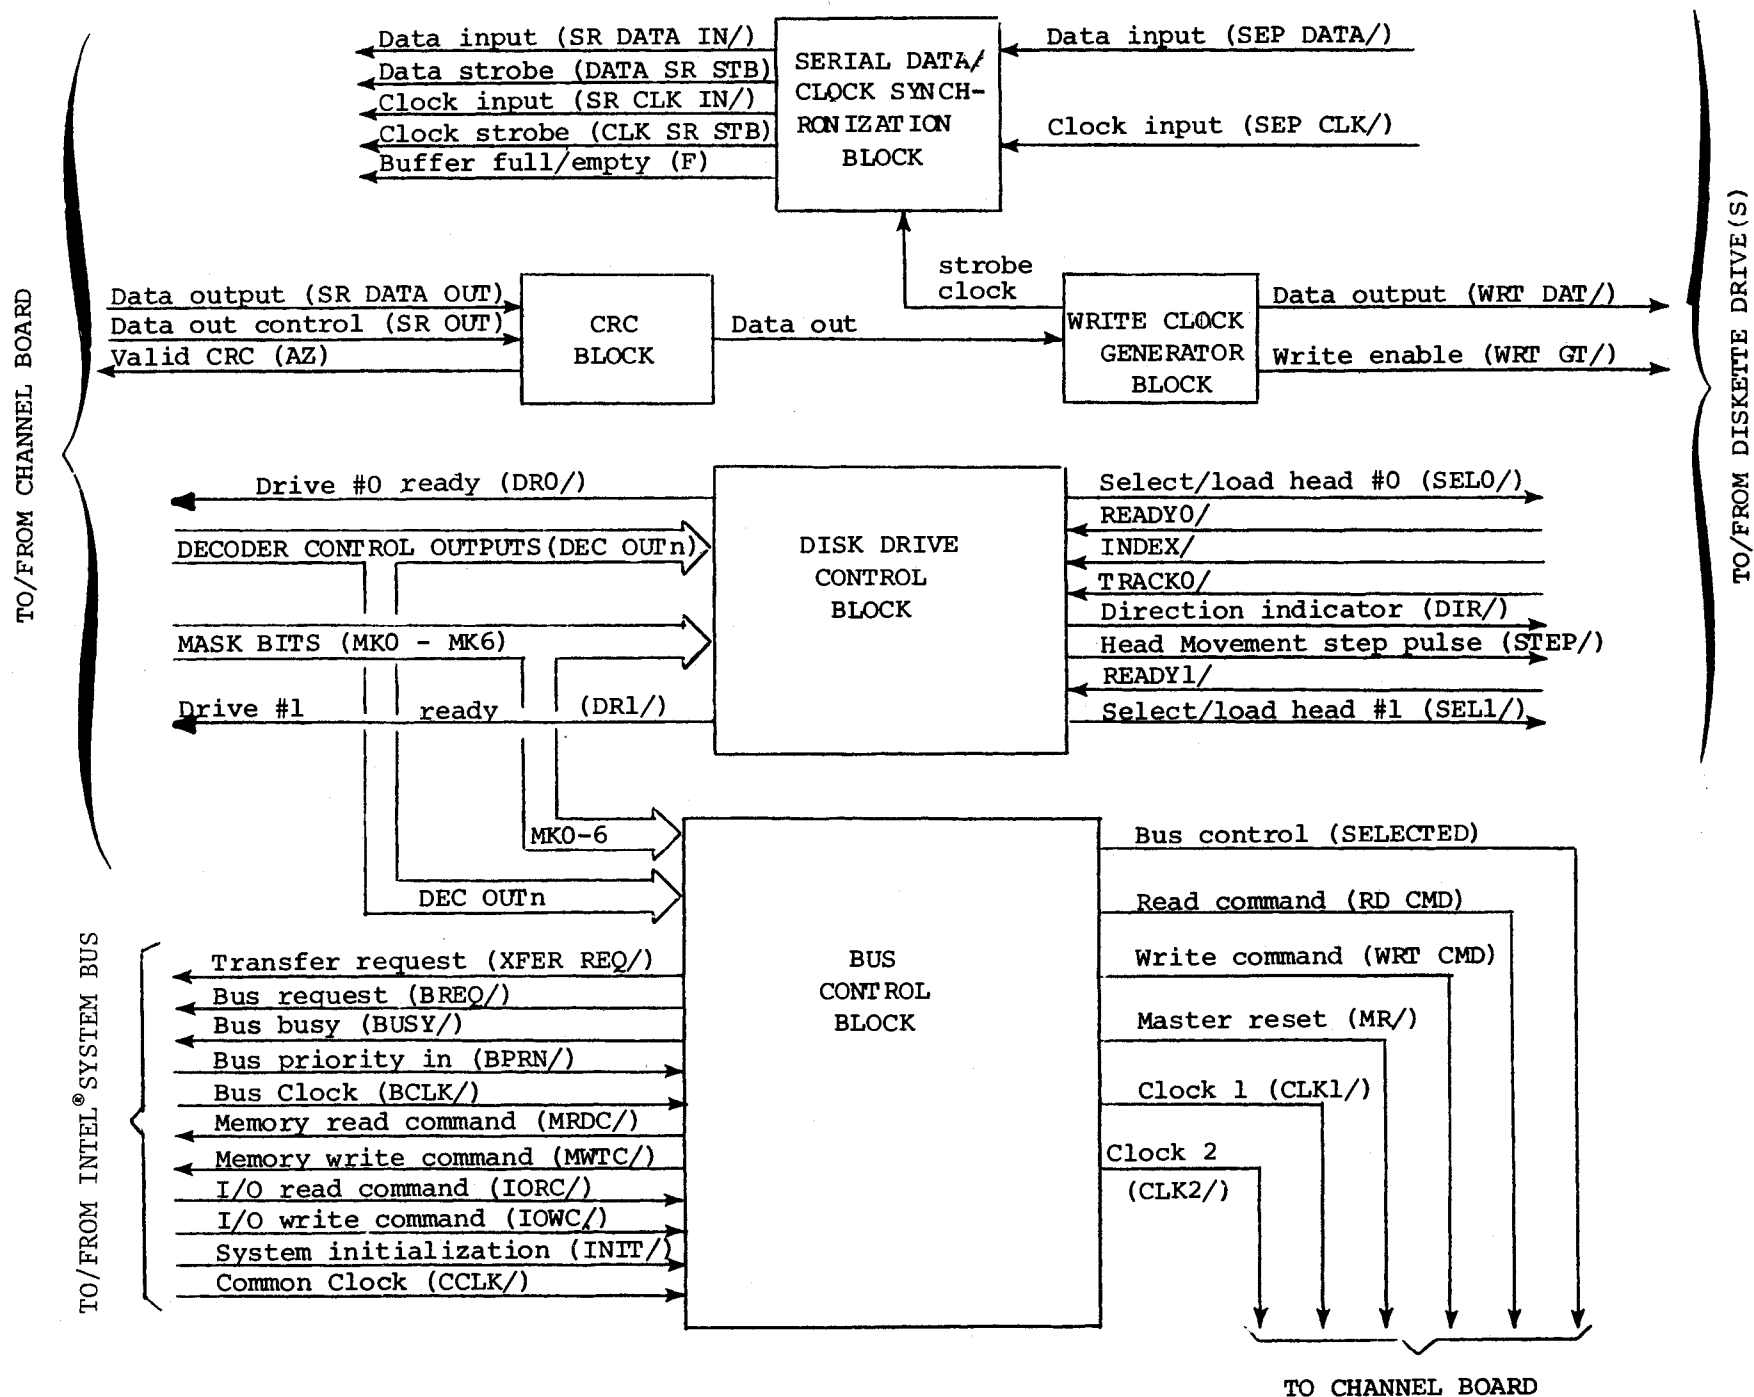 Data input (SR DATA IN/)
Data strobe (DATA SR STB)
Clock input (SR CLK IN/)
Clock strobe (CLK SR STB)
Buffer full/empty (F)
SERIAL DATA/
CLOCK SYNCH-
RONIZATION
BLOCK
Data input (SEP DATA/)
Clock input (SEP CLK/)
TO/FROM CHANNEL BOARD
TO/FROM DISKETTE DRIVE(S)
strobe
clock
Data output (SR DATA OUT)
Data out control (SR OUT)
Valid CRC (AZ)
CRC
BLOCK
Data out
WRITE CLOCK
GENERATOR
BLOCK
Data output (WRT DAT/)
Write enable (WRT GT/)
Drive #0 ready (DR0/)
DECODER CONTROL OUTPUTS(DEC OUTn)
MASK BITS (MK0 - MK6)
Drive #1 ready (DR1/)
DISK DRIVE
CONTROL
BLOCK
Select/load head #0 (SEL0/)
READY0/
INDEX/
TRACK0/
Direction indicator (DIR/)
Head Movement step pulse (STEP/)
READY1/
Select/load head #1 (SEL1/)
MK0-6
DEC OUTn
TO/FROM INTEL® SYSTEM BUS
Transfer request (XFER REQ/)
Bus request (BREQ/)
Bus busy (BUSY/)
Bus priority in (BPRN/)
Bus Clock (BCLK/)
Memory read command (MRDC/)
Memory write command (MWTC/)
I/O read command (IORC/)
I/O write command (IOWC/)
System initialization (INIT/)
Common Clock (CCLK/)
BUS
CONTROL
BLOCK
Bus control (SELECTED)
Read command (RD CMD)
Write command (WRT CMD)
Master reset (MR/)
Clock 1 (CLK1/)
Clock 2
(CLK2/)
TO CHANNEL BOARD